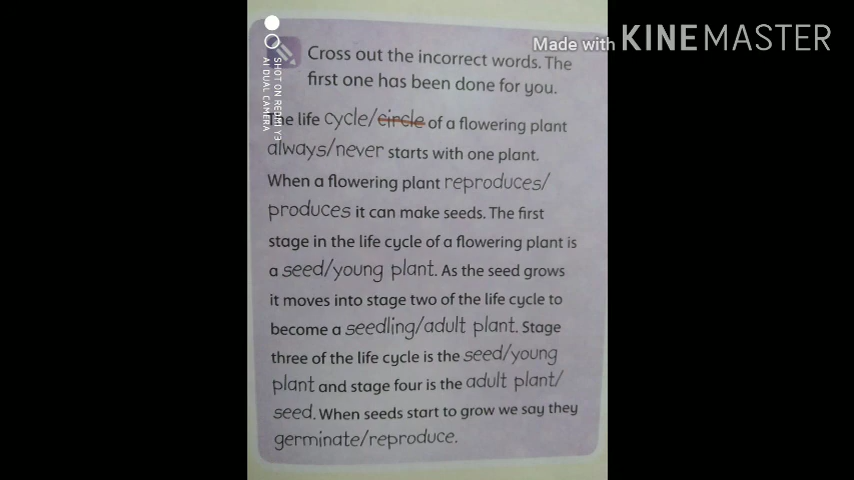 Made with KINEMASTER
SHOT ON REDMI Y3
AI DUAL CAMERA
Cross out the incorrect words. The
first one has been done for you.
The life cycle/circle of a flowering plant
always/never starts with one plant.
When a flowering plant reproduces/
produces it can make seeds. The first
stage in the life cycle of a flowering plant is
a seed/young plant. As the seed grows
it moves into stage two of the life cycle to
become a seedling/adult plant. Stage
three of the life cycle is the seed/young
plant and stage four is the adult plant/
seed. When seeds start to grow we say they
germinate/reproduce.